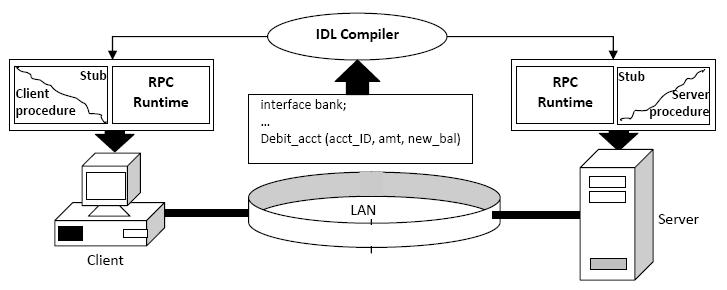 IDL Compiler
Stub
Client
procedure
RPC
Runtime
interface bank;
...
Debit_acct (acct_ID, amt, new_bal)
RPC
Runtime
Stub
Server
procedure
LAN
Client
Server